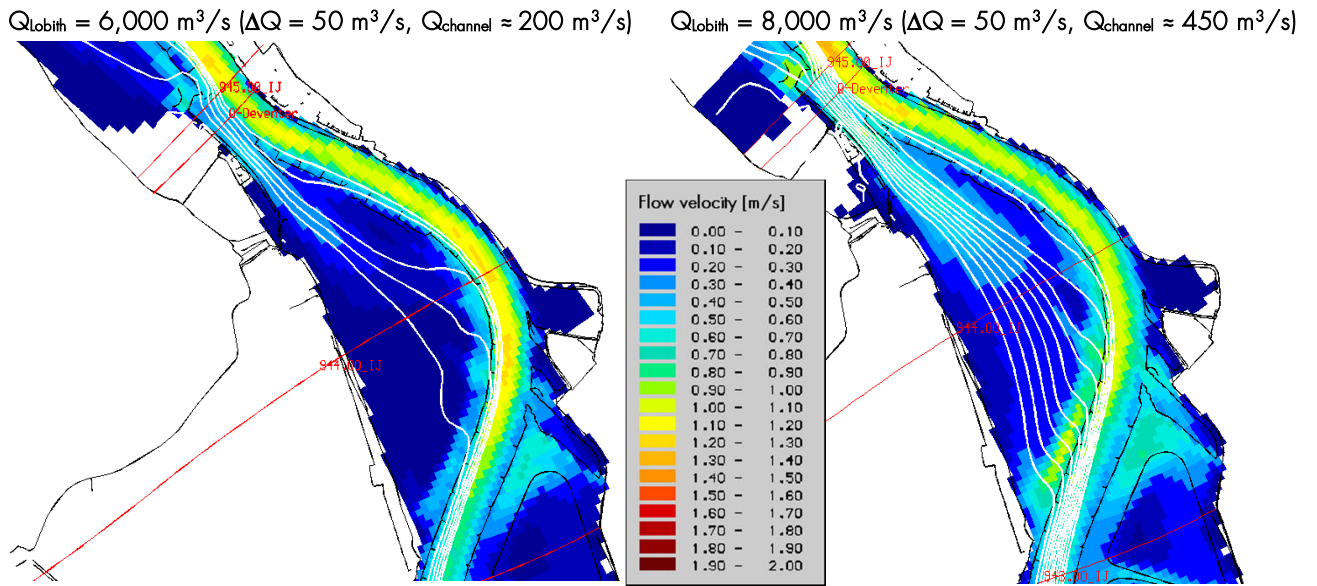 Q_Lobith = 6,000 m³/s (ΔQ = 50 m³/s, Q_channel ≈ 200 m³/s)
Q_Lobith = 8,000 m³/s (ΔQ = 50 m³/s, Q_channel ≈ 450 m³/s)
945.00_IJ
Q-Deventer
944.00_IJ
945.00_IJ
Q-Deventer
944.00_IJ
943.00_IJ
Flow velocity [m/s]
0.00 - 0.10
0.10 - 0.20
0.20 - 0.30
0.30 - 0.40
0.40 - 0.50
0.50 - 0.60
0.60 - 0.70
0.70 - 0.80
0.80 - 0.90
0.90 - 1.00
1.00 - 1.10
1.10 - 1.20
1.20 - 1.30
1.30 - 1.40
1.40 - 1.50
1.50 - 1.60
1.60 - 1.70
1.70 - 1.80
1.80 - 1.90
1.90 - 2.00